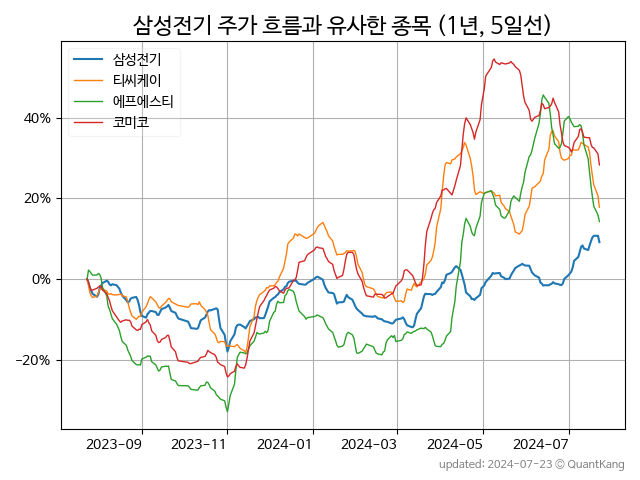 삼성전기 주가 흐름과 유사한 종목 (1년, 5일선)
삼성전기
티씨케이
에프에스티
코미코
40%
20%
0%
−20%
2023−09
2023−11
2024−01
2024−03
2024−05
2024−07
updated: 2024-07-23 © QuantKang